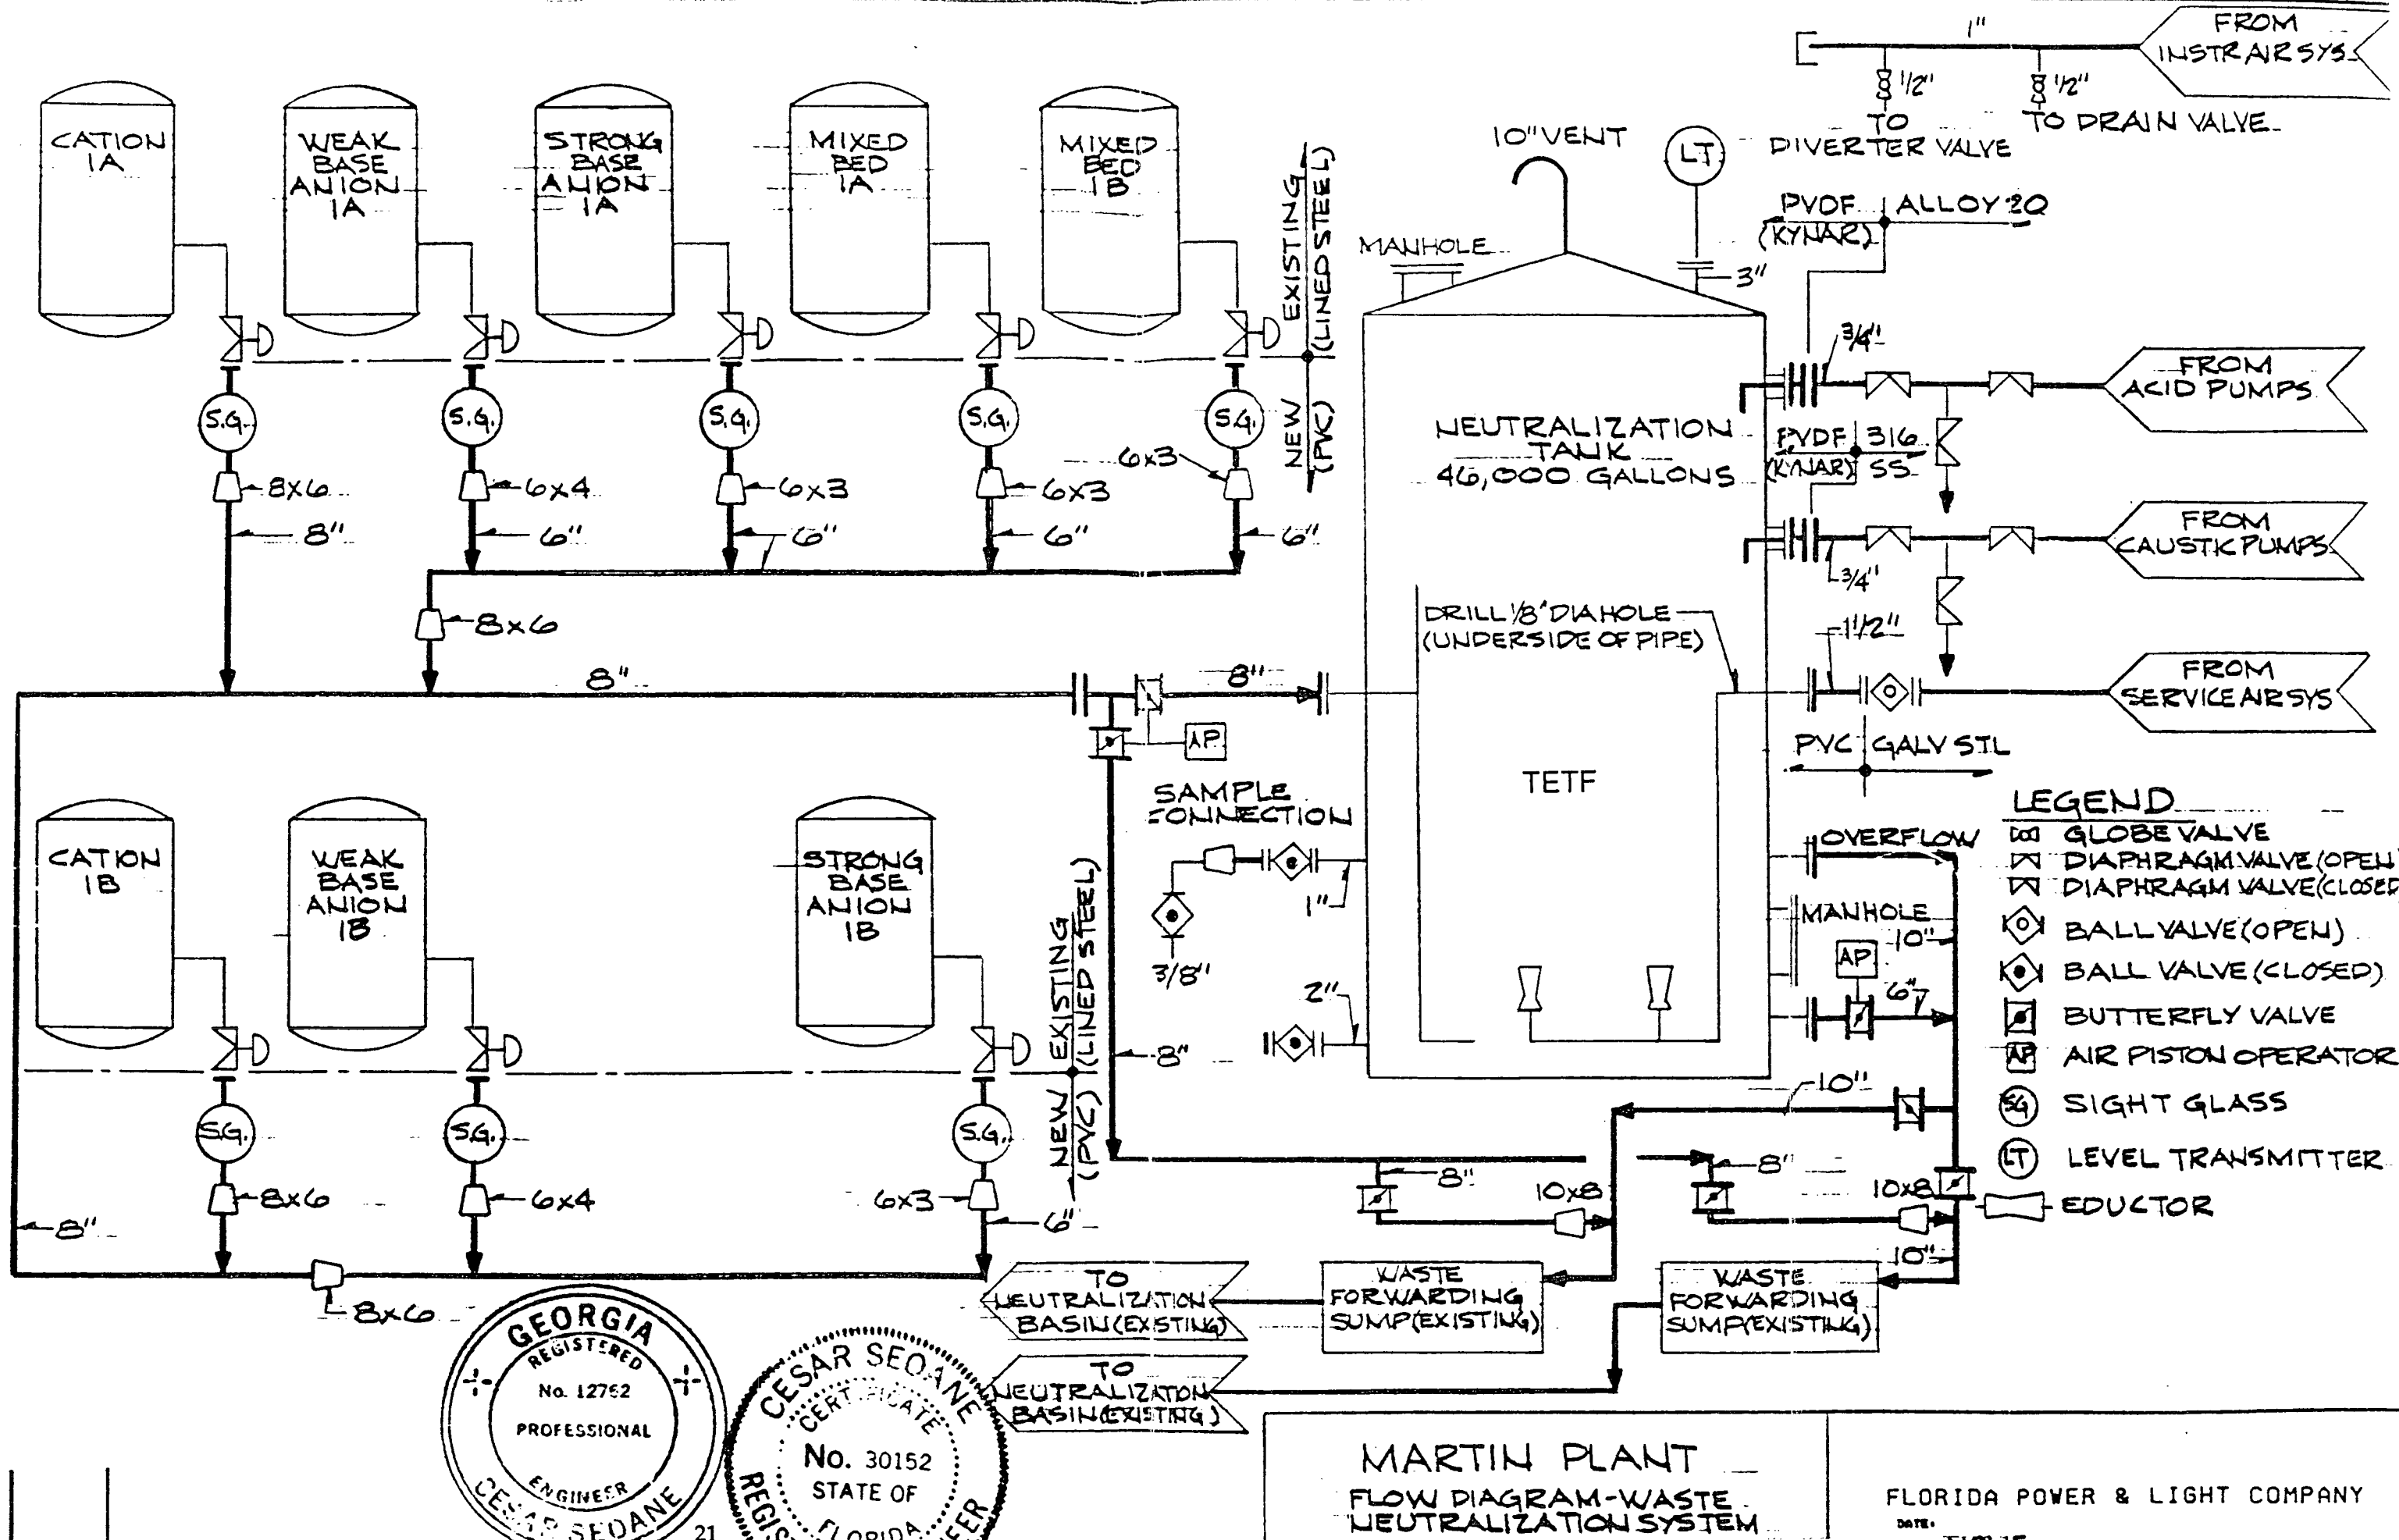 1"
FROM
INSTR AIR SYS.
1/2"
1/2"
TO
DIVERTER VALVE
TO DRAIN VALVE
CATION
1A
WEAK
BASE
ANION
1A
STRONG
BASE
ANION
1A
MIXED
BED
1A
MIXED
BED
1B
EXISTING
(LINED STEEL)
NEW
(PVC)
10" VENT
LT
MANHOLE
3"
PVDF
(KYNAR)
ALLOY 20
3/4"
FROM
ACID PUMPS
S.G.
S.G.
S.G.
S.G.
S.G.
8x6
6x4
6x3
6x3
6x3
8"
6"
6"
6"
6"
NEUTRALIZATION
TANK
46,000 GALLONS
PVDF
(KYNAR)
316
SS
FROM
CAUSTIC PUMPS
3/4"
8x6
DRILL 1/8" DIA HOLE
(UNDERSIDE OF PIPE)
1 1/2"
FROM
SERVICE AIR SYS
8"
8"
AP
PVC
GALV STL
TETF
SAMPLE
CONNECTION
1"
3/8"
2"
OVERFLOW
MANHOLE
10"
AP
6"
LEGEND
GLOBE VALVE
DIAPHRAGM VALVE (OPEN)
DIAPHRAGM VALVE (CLOSED
BALL VALVE (OPEN)
BALL VALVE (CLOSED)
BUTTERFLY VALVE
AP AIR PISTON OPERATOR
SG SIGHT GLASS
LT LEVEL TRANSMITTER
EDUCTOR
CATION
1B
WEAK
BASE
ANION
1B
STRONG
BASE
ANION
1B
EXISTING
(LINED STEEL)
NEW
(PVC)
8"
S.G.
S.G.
S.G.
8x6
6x4
6x3
6"
8"
8x6
10"
8"
8"
10x8
10x8
10"
TO
NEUTRALIZATION
BASIN (EXISTING)
WASTE
FORWARDING
SUMP (EXISTING)
WASTE
FORWARDING
SUMP (EXISTING)
TO
NEUTRALIZATION
BASIN (EXISTING)
GEORGIA
REGISTERED
No. 12762
PROFESSIONAL
ENGINEER
CESAR SEOANE
21
CESAR SEOANE
CERTIFICATE
No. 30152
STATE OF
FLORIDA
MARTIN PLANT
FLOW DIAGRAM-WASTE
NEUTRALIZATION SYSTEM
FLORIDA POWER & LIGHT COMPANY
DATE: